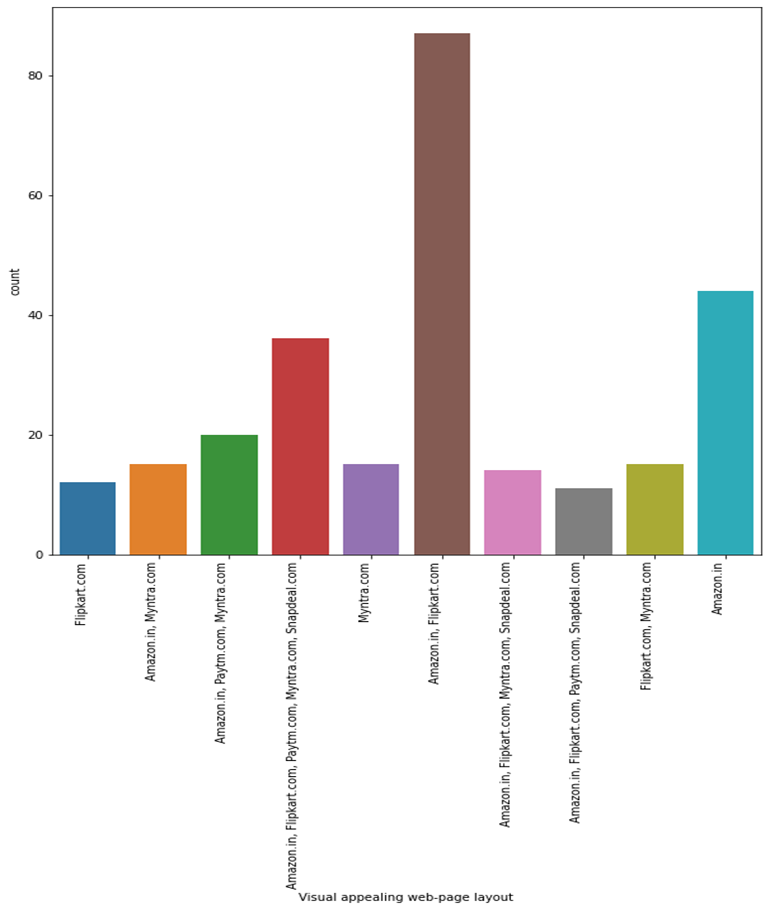 80
60
40
20
0
count
Flipkart.com
Amazon.in, Myntra.com
Amazon.in, Paytm.com, Myntra.com
Amazon.in, Flipkart.com, Paytm.com, Myntra.com, Snapdeal.com
Myntra.com
Amazon.in, Flipkart.com
Amazon.in, Flipkart.com, Myntra.com, Snapdeal.com
Amazon.in, Flipkart.com, Paytm.com, Snapdeal.com
Flipkart.com, Myntra.com
Amazon.in
Visual appealing web-page layout